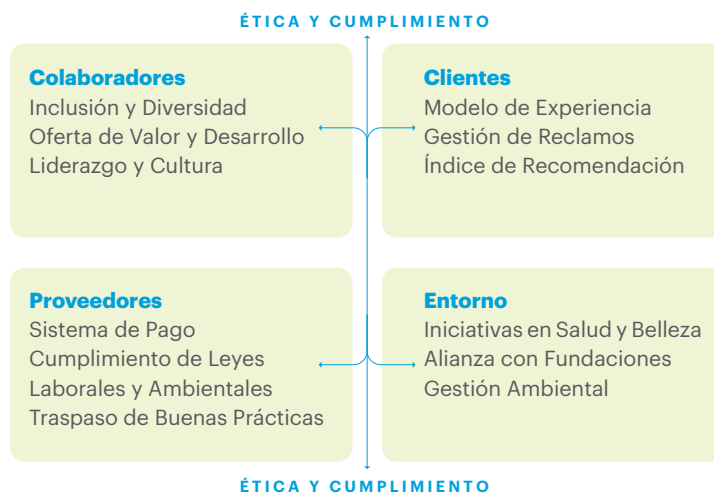 ÉTICA Y CUMPLIMIENTO
Colaboradores
Inclusión y Diversidad
Oferta de Valor y Desarrollo
Liderazgo y Cultura
Clientes
Modelo de Experiencia
Gestión de Reclamos
Índice de Recomendación
Proveedores
Sistema de Pago
Cumplimiento de Leyes
Laborales y Ambientales
Traspaso de Buenas Prácticas
Entorno
Iniciativas en Salud y Belleza
Alianza con Fundaciones
Gestión Ambiental
ÉTICA Y CUMPLIMIENTO